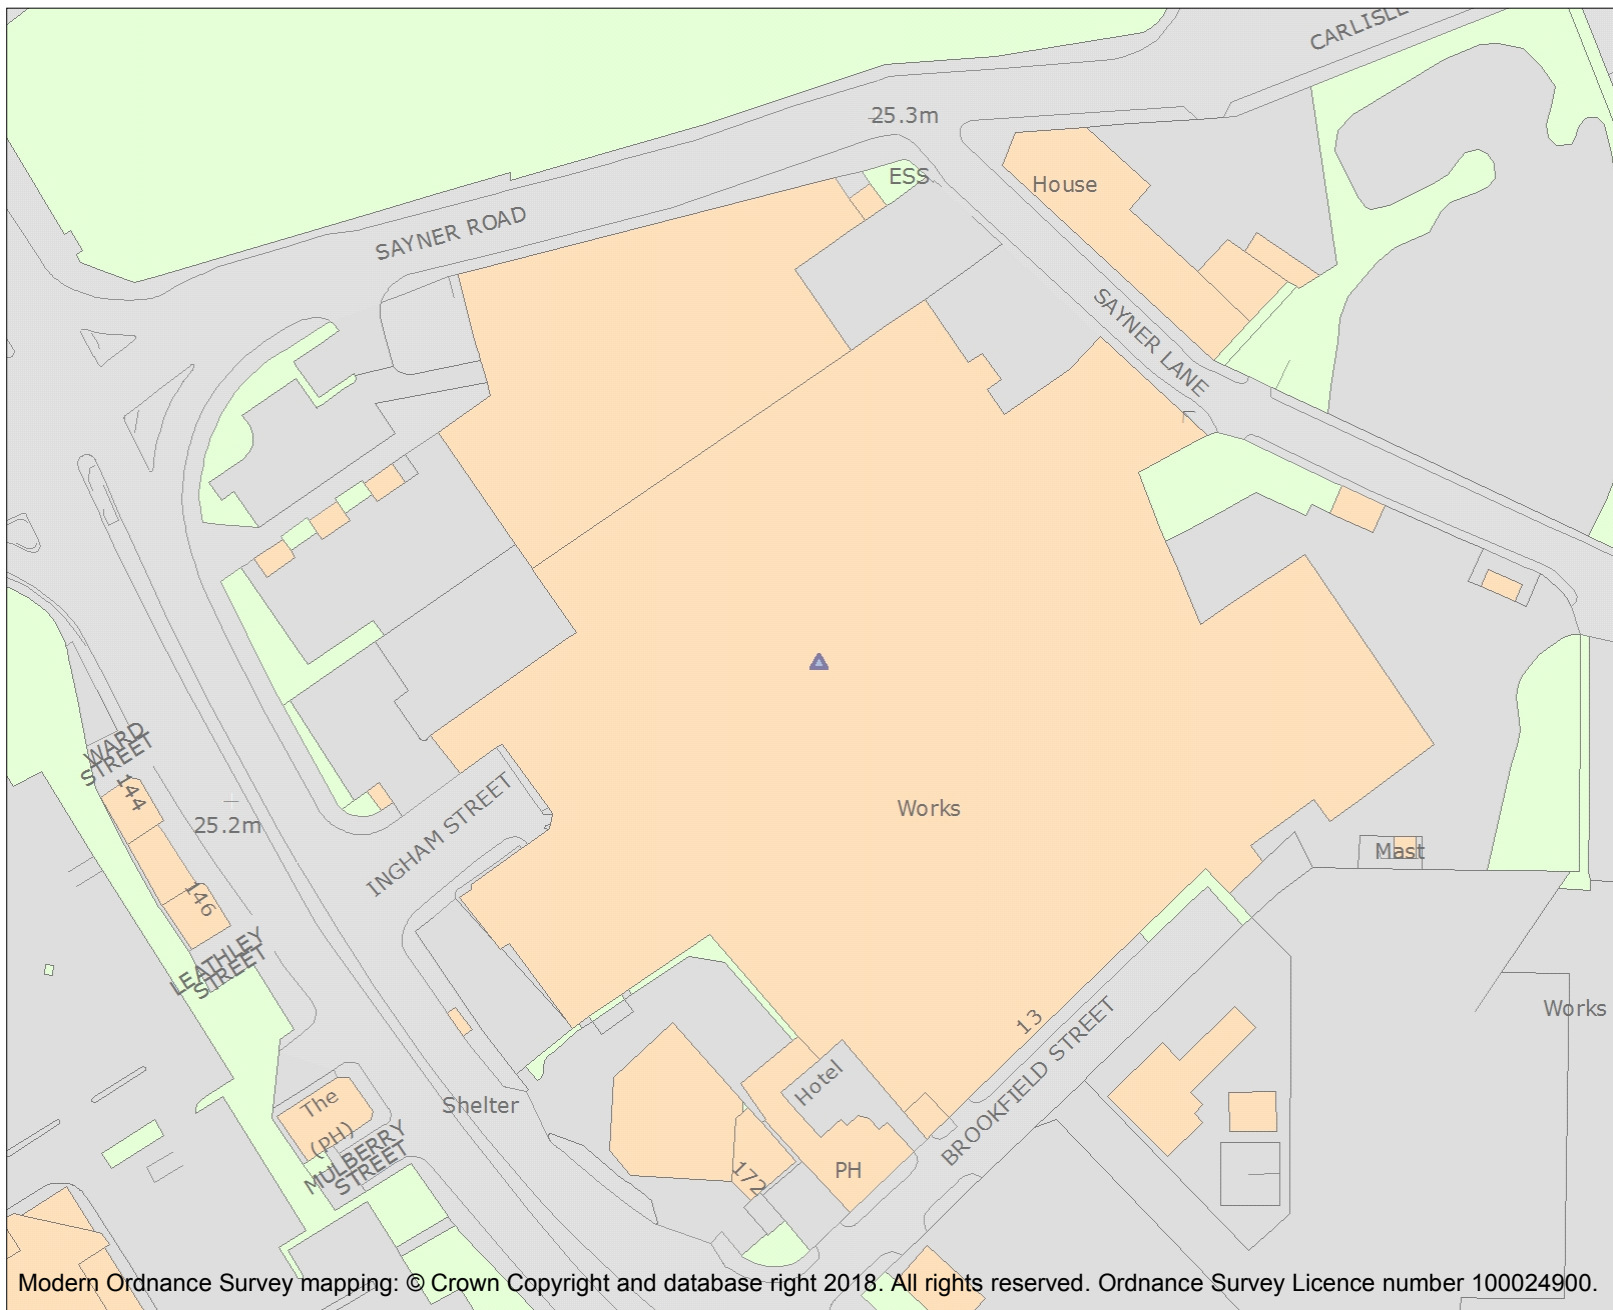 CARLISLE
25.3m
ESS
House
SAYNER ROAD
SAYNER LANE
WARD
STREET
144
25.2m
INGHAM STREET
Works
Mast
146
LEATHLEY
STREET
13
Works
BROOKFIELD STREET
Hotel
Shelter
The
(PH)
MULBERRY
STREET
172
PH
Modern Ordnance Survey mapping: © Crown Copyright and database right 2018. All rights reserved. Ordnance Survey Licence number 100024900.